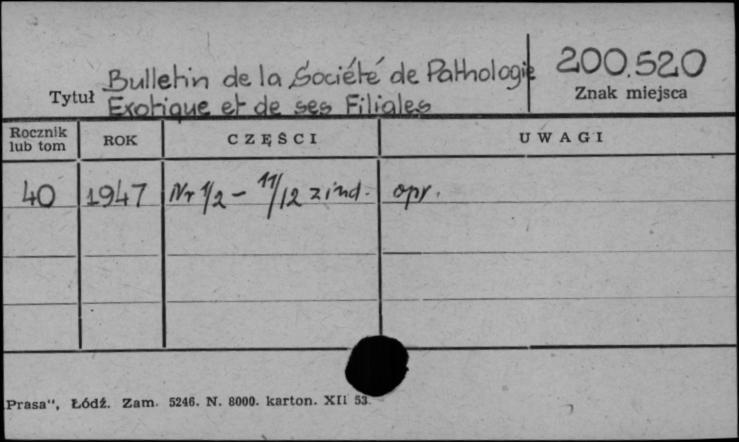 Bulletin de la Société de Pathologie 200.520
Tytuł Exotique et de ses Filiales Znak miejsca
Rocznik lub tom ROK CZĘŚCI UWAGI
40 1947 Nr 1/2 – 11/12 z ind. opr.
Prasa", Łódź. Zam. 5246. N. 8000. karton. XII 53.